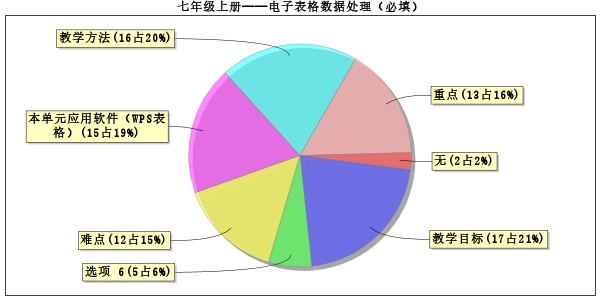 七年级上册——电子表格数据处理（必填）
教学方法(16占20%)
重点(13占16%)
本单元应用软件（WPS表
格）(15占19%)
无(2占2%)
难点(12占15%)
教学目标(17占21%)
选项 6(5占6%)